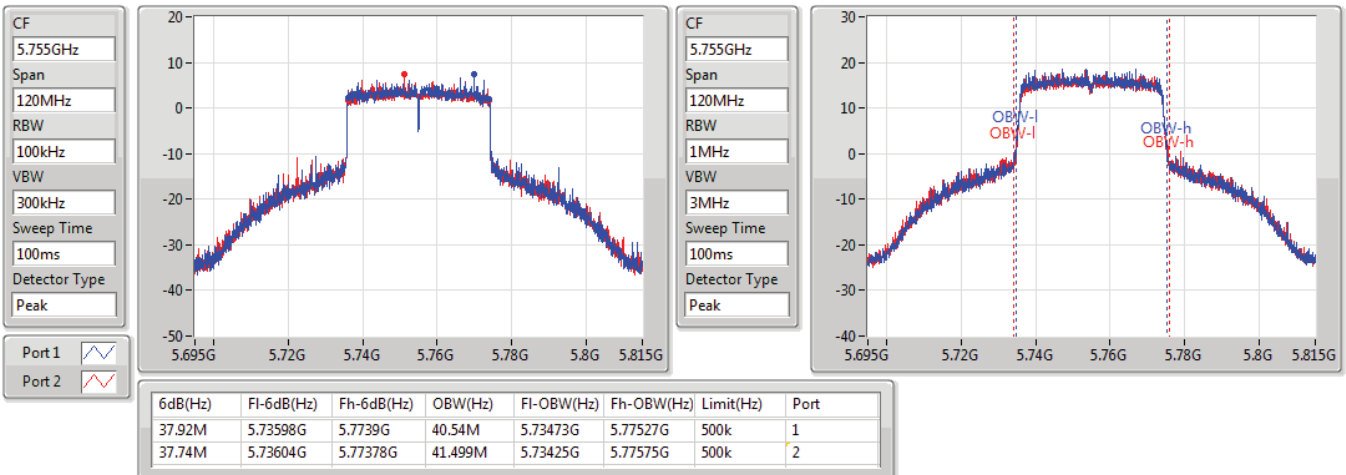 CF
5.755GHz
Span
120MHz
RBW
100kHz
VBW
300kHz
Sweep Time
100ms
Detector Type
Peak
Port 1
Port 2
20
10
0
-10
-20
-30
-40
-50
5.695G 5.72G 5.74G 5.76G 5.78G 5.8G 5.815G
CF
5.755GHz
Span
120MHz
RBW
1MHz
VBW
3MHz
Sweep Time
100ms
Detector Type
Peak
30
20
10
0
-10
-20
-30
-40
OBW-l
OBW-l
OBW-h
OBW-h
5.695G 5.72G 5.74G 5.76G 5.78G 5.8G 5.815G
6dB(Hz) Fl-6dB(Hz) Fh-6dB(Hz) OBW(Hz) Fl-OBW(Hz) Fh-OBW(Hz) Limit(Hz) Port
37.92M 5.73598G 5.7739G 40.54M 5.73473G 5.77527G 500k 1
37.74M 5.73604G 5.77378G 41.499M 5.73425G 5.77575G 500k 2